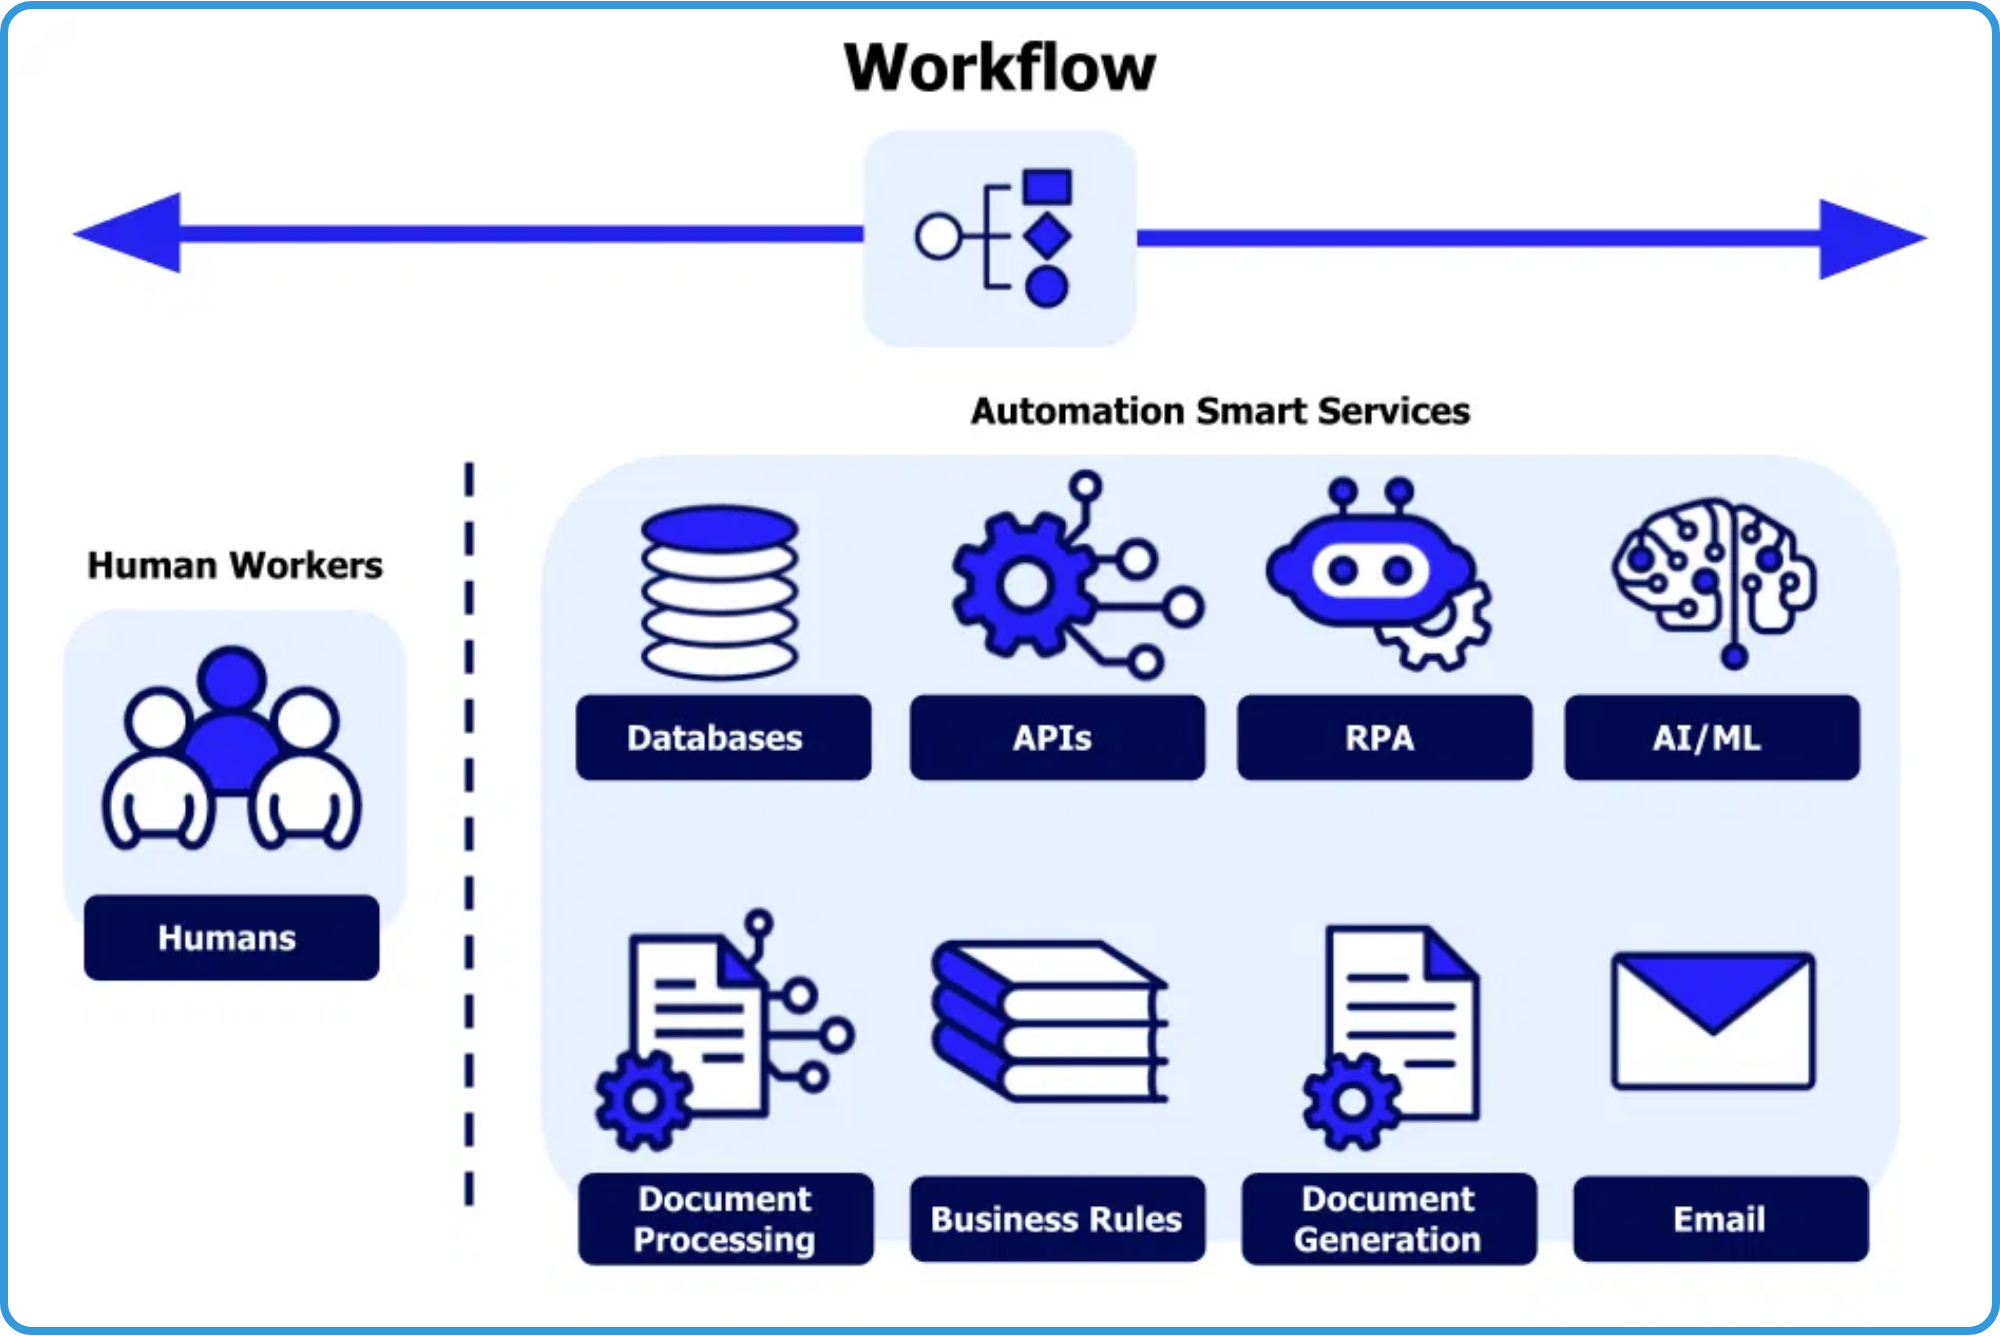 Workflow
Automation Smart Services
Human Workers
Humans
Databases
APIs
RPA
AI/ML
Document
Processing
Business Rules
Document
Generation
Email